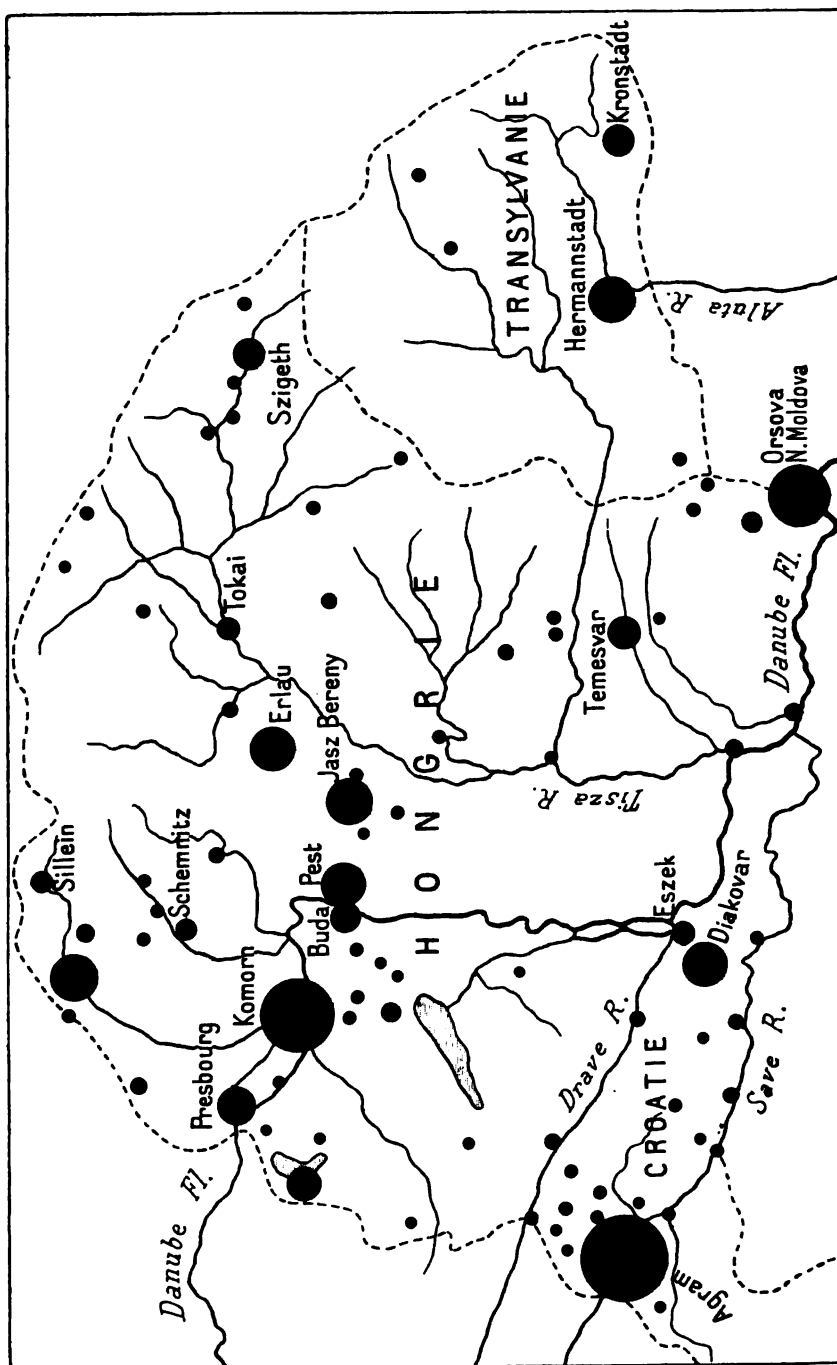 Sillein
Schemnitz
Presbourg
Danube Fl.
Komorn
Buda
Pest
Jasz Bereny
Erlau
Tokai
Szigeth
HONGRIE
TRANSYLVANIE
Kronstadt
Hermannstadt
Aluta R.
Temesvar
Tisza R.
Drave R.
Eszek
Diakovar
CROATIE
Save R.
Agram
Danube Fl.
Orsova
N. Moldova